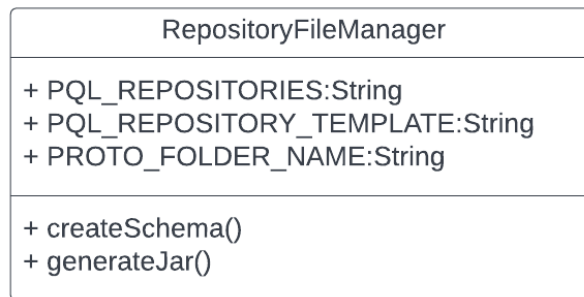 RepositoryFileManager
+ PQL_REPOSITORIES:String
+ PQL_REPOSITORY_TEMPLATE:String
+ PROTO_FOLDER_NAME:String
+ createSchema()
+ generateJar()